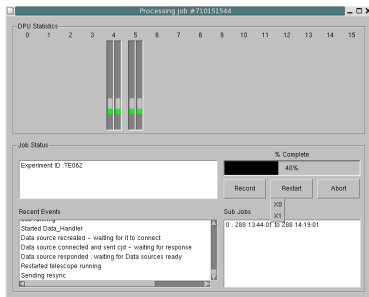 Processing Job #710151544
DPU Statistics
0 1 2 3 4 5 6 7 8 9 10 11 12 13 14 15
Job Status
Experiment ID :TE062
% Complete
40%
Record Restart Abort
X0
X1
Recent Events
Sub Jobs
0 : 288 13:44:01 to 288 14:19:01
Started Data_Handler
Data source recreated – waiting for it to connect
Data source connected and sent cjd – waiting for response
Data source responded : waiting for Data sources ready
Restarted telescope running
Sending resync